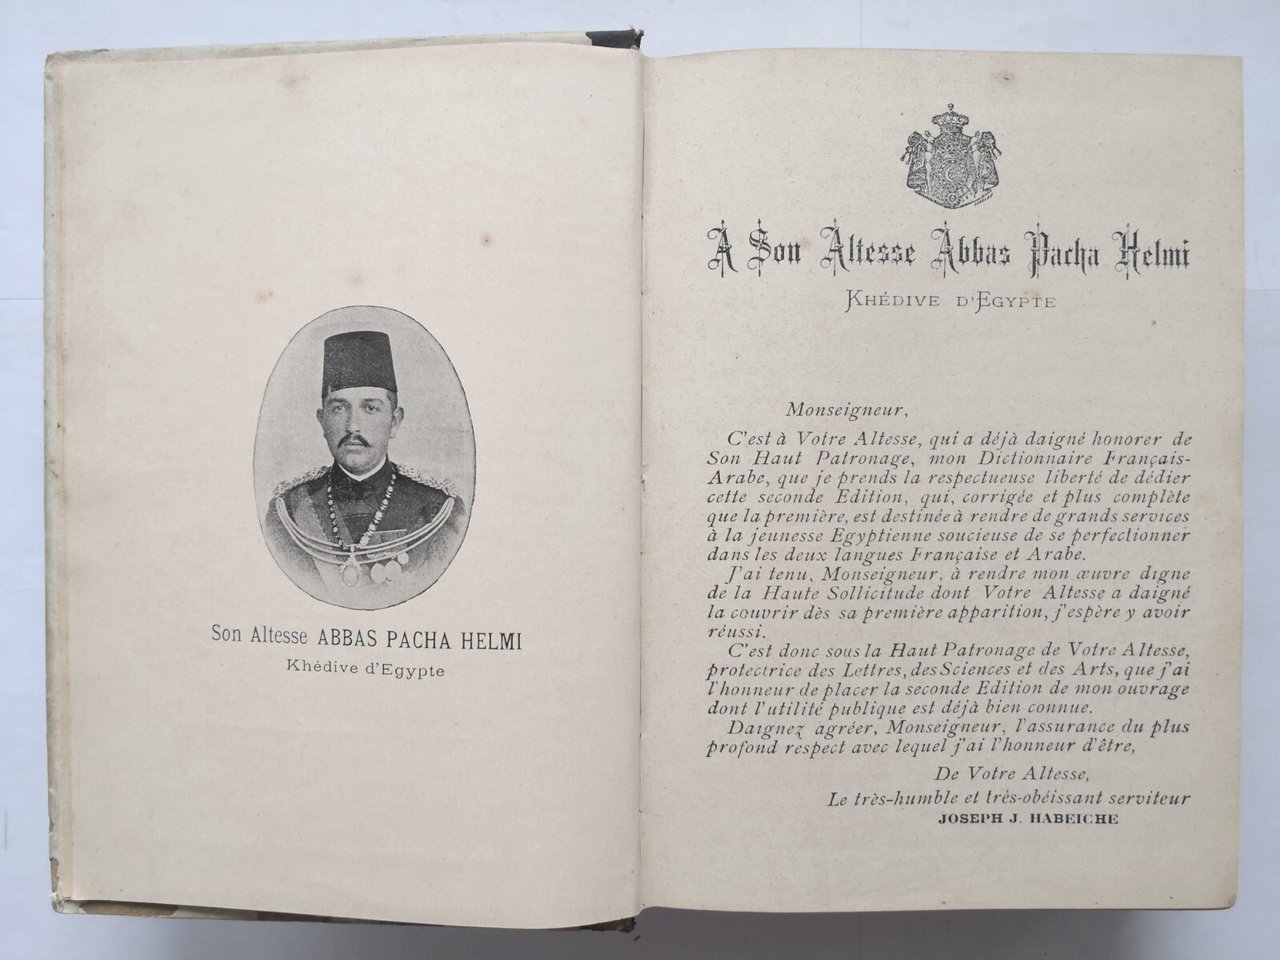 Son Altesse ABBAS PACHA HELMI
Khédive d'Egypte
A Son Altesse Abbas Pacha Helmi
KHÉDIVE D'EGYPTE
Monseigneur,
C'est à Votre Altesse, qui a déjà daigné honorer de
Son Haut Patronage, mon Dictionnaire Français-
Arabe, que je prends la respectueuse liberté de dédier
cette seconde Edition, qui, corrigée et plus complète
que la première, est destinée à rendre de grands services
à la jeunesse Egyptienne soucieuse de se perfectionner
dans les deux langues Française et Arabe.
J'ai tenu, Monseigneur, à rendre mon œuvre digne
de la Haute Sollicitude dont Votre Altesse a daigné
la couvrir dès sa première apparition, j'espère y avoir
réussi.
C'est donc sous la Haut Patronage de Votre Altesse,
protectrice des Lettres, des Sciences et des Arts, que j'ai
l'honneur de placer la seconde Edition de mon ouvrage
dont l'utilité publique est déjà bien connue.
Daignez agréer, Monseigneur, l'assurance du plus
profond respect avec lequel j'ai l'honneur d'être,
De Votre Altesse,
Le très-humble et très-obéissant serviteur
JOSEPH J. HABEICHE